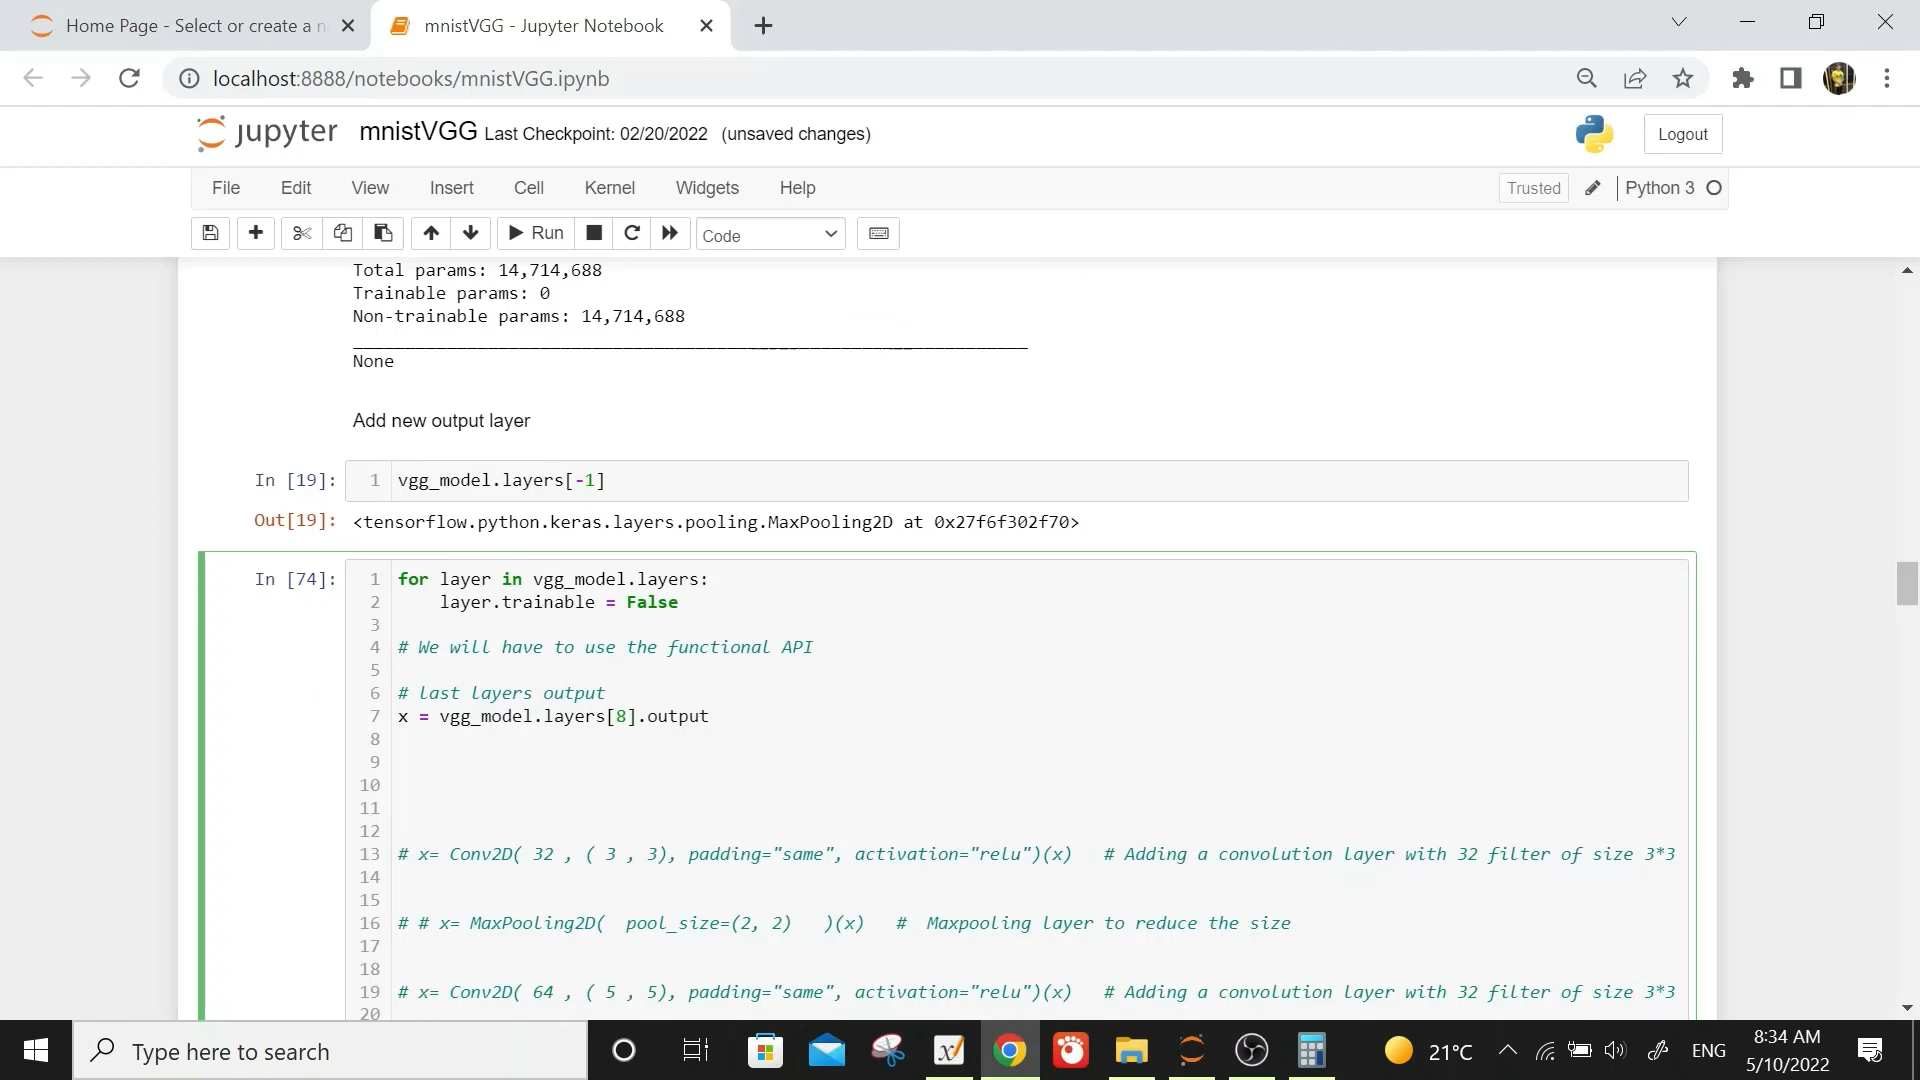 Home Page - Select or create a n
mnistVGG - Jupyter Notebook
localhost:8888/notebooks/mnistVGG.ipynb
jupyter mnistVGG Last Checkpoint: 02/20/2022 (unsaved changes)
Logout
File Edit View Insert Cell Kernel Widgets Help
Trusted Python 3
Run Code
Total params: 14,714,688
Trainable params: 0
Non-trainable params: 14,714,688
None
Add new output layer
In [19]: 1 vgg_model.layers[-1]
Out[19]: <tensorflow.python.keras.layers.pooling.MaxPooling2D at 0x27f6f302f70>
In [74]: 1 for layer in vgg_model.layers:
2 layer.trainable = False
3
4 # We will have to use the functional API
5
6 # last layers output
7 x = vgg_model.layers[8].output
8
9
10
11
12
13 # x= Conv2D( 32 , ( 3 , 3), padding="same", activation="relu")(x) # Adding a convolution layer with 32 filter of size 3*3
14
15
16 # # x= MaxPooling2D( pool_size=(2, 2) )(x) # Maxpooling layer to reduce the size
17
18
19 # x= Conv2D( 64 , ( 5 , 5), padding="same", activation="relu")(x) # Adding a convolution layer with 32 filter of size 3*3
20
Type here to search
21°C
ENG
8:34 AM
5/10/2022